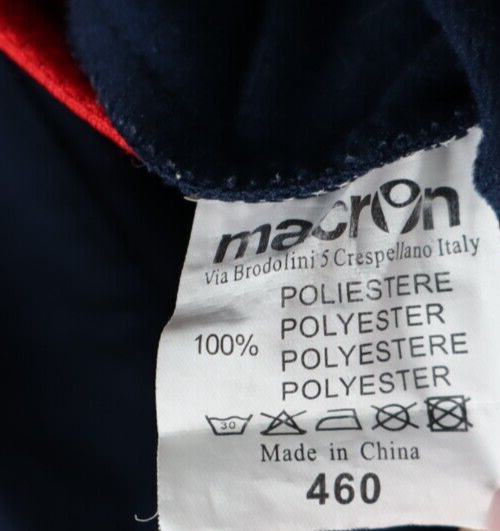 macron
Via Brodolini 5 Crespellano Italy
POLIESTERE
POLYESTER
100%
POLYESTERE
POLYESTER
30
Made in China
460